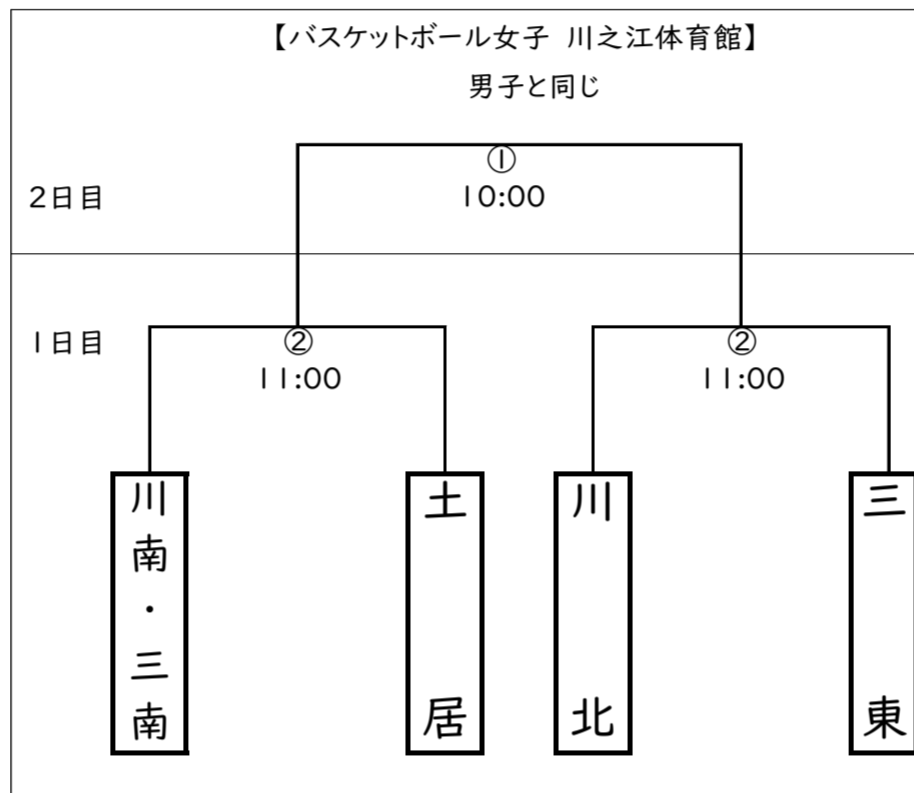 【バスケットボール女子 川之江体育館】
男子と同じ
①
2日目
10:00
1日目
②
②
11:00
11:00
川南・三南
土居
川北
三東